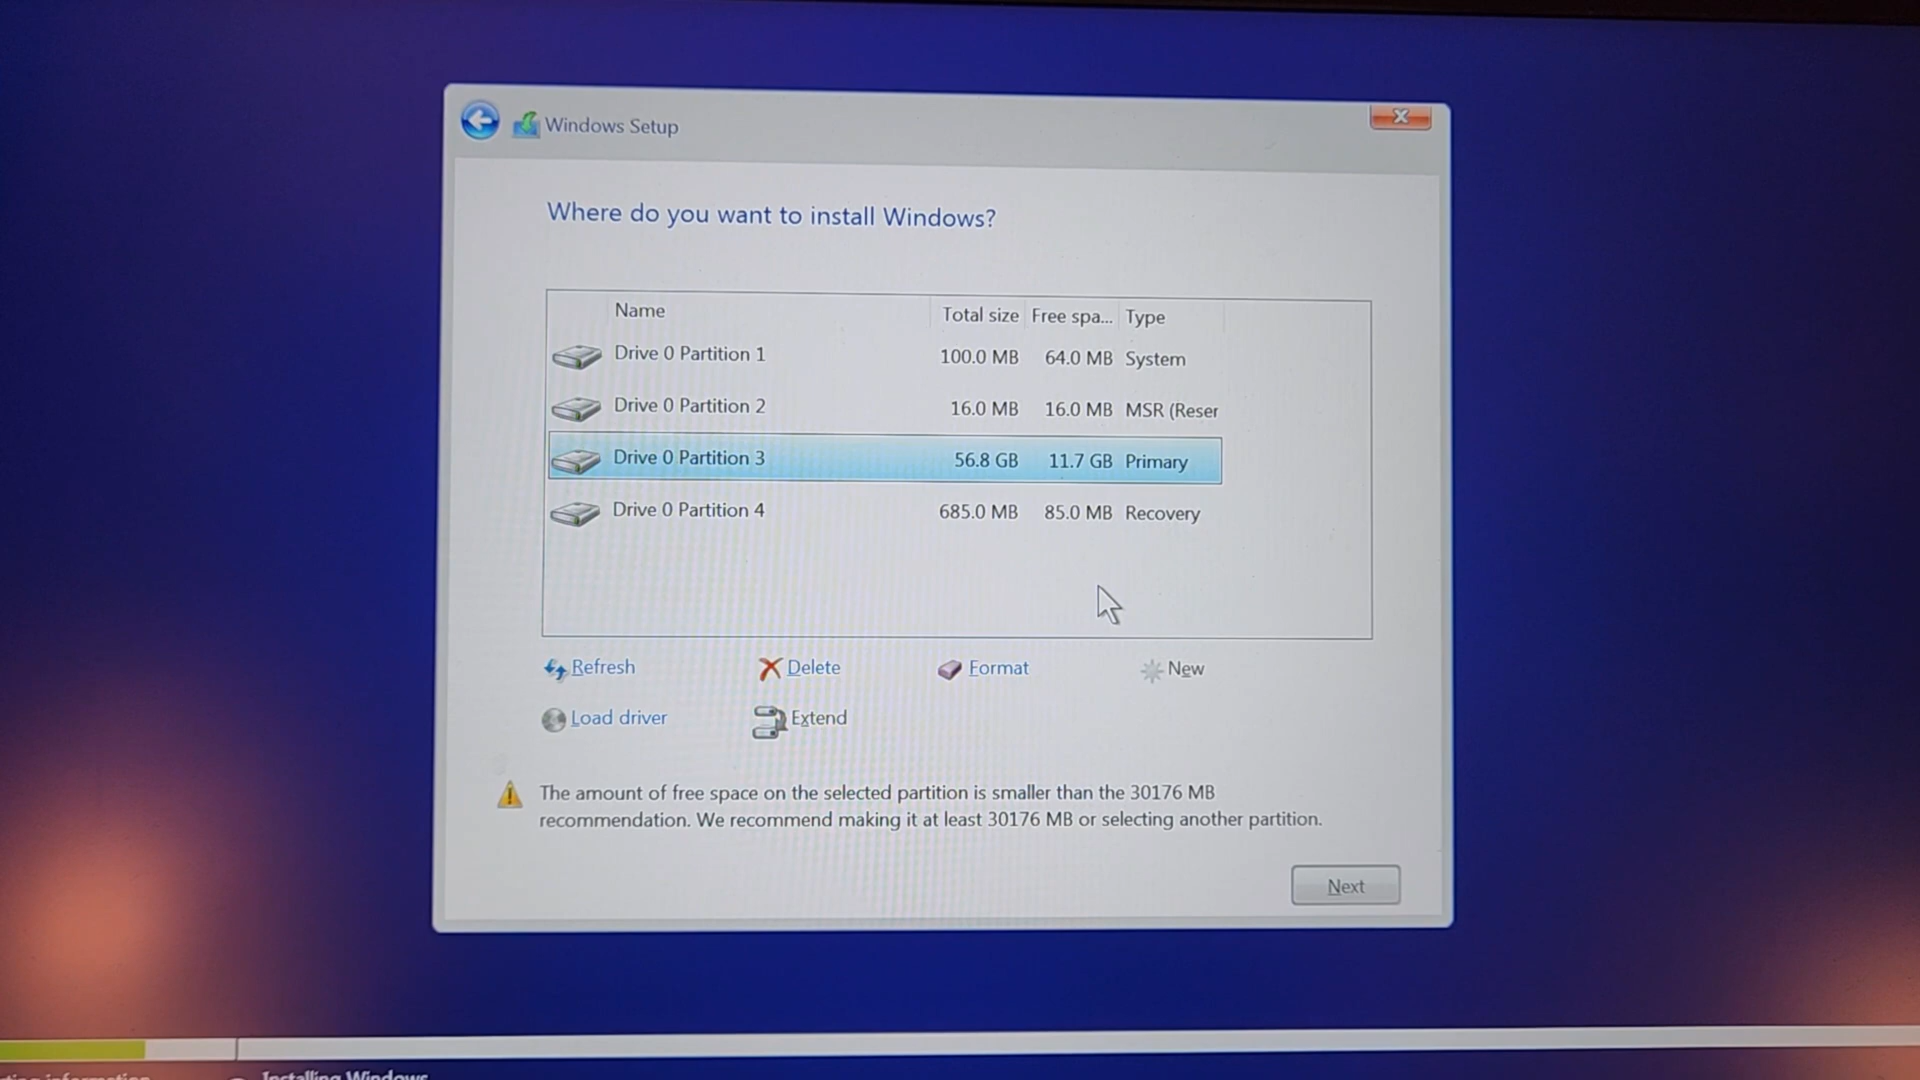 Windows Setup
Where do you want to install Windows?
Name Total size Free spa... Type
Drive 0 Partition 1 100.0 MB 64.0 MB System
Drive 0 Partition 2 16.0 MB 16.0 MB MSR (Reser
Drive 0 Partition 3 56.8 GB 11.7 GB Primary
Drive 0 Partition 4 685.0 MB 85.0 MB Recovery
Refresh Delete Format New
Load driver Extend
The amount of free space on the selected partition is smaller than the 30176 MB
recommendation. We recommend making it at least 30176 MB or selecting another partition.
Next
information Installing Windows